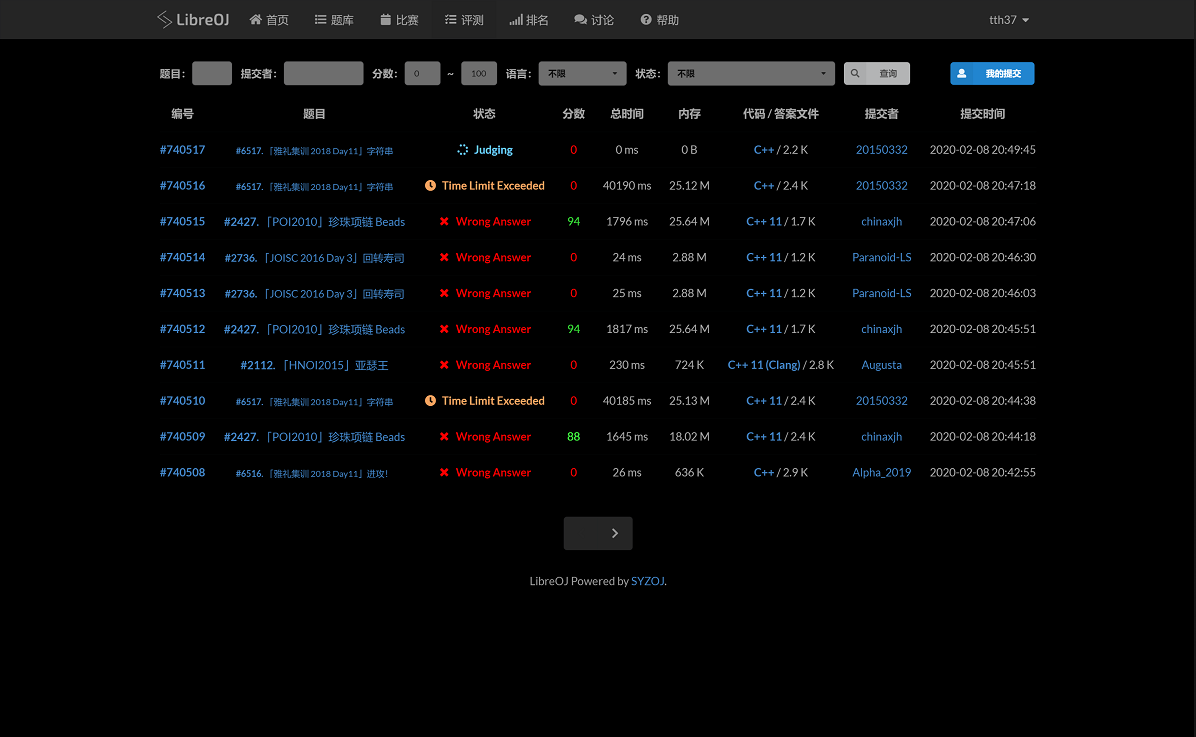 LibreOJ 首页 题库 比赛 评测 排名 讨论 帮助 tth37
题目: 提交者: 分数: 0 ~ 100 语言: 不限 状态: 不限 查询 我的提交
编号 题目 状态 分数 总时间 内存 代码 / 答案文件 提交者 提交时间
#740517 #6517.「雅礼集训 2018 Day11」字符串 Judging 0 0 ms 0 B C++ / 2.2 K 20150332 2020-02-08 20:49:45
#740516 #6517.「雅礼集训 2018 Day11」字符串 Time Limit Exceeded 0 40190 ms 25.12 M C++ / 2.4 K 20150332 2020-02-08 20:47:18
#740515 #2427.「POI2010」珍珠项链 Beads Wrong Answer 94 1796 ms 25.64 M C++ 11 / 1.7 K chinaxjh 2020-02-08 20:47:06
#740514 #2736.「JOISC 2016 Day 3」回转寿司 Wrong Answer 0 24 ms 2.88 M C++ 11 / 1.2 K Paranoid-LS 2020-02-08 20:46:30
#740513 #2736.「JOISC 2016 Day 3」回转寿司 Wrong Answer 0 25 ms 2.88 M C++ 11 / 1.2 K Paranoid-LS 2020-02-08 20:46:03
#740512 #2427.「POI2010」珍珠项链 Beads Wrong Answer 94 1817 ms 25.64 M C++ 11 / 1.7 K chinaxjh 2020-02-08 20:45:51
#740511 #2112.「HNOI2015」亚瑟王 Wrong Answer 0 230 ms 724 K C++ 11 (Clang) / 2.8 K Augusta 2020-02-08 20:45:51
#740510 #6517.「雅礼集训 2018 Day11」字符串 Time Limit Exceeded 0 40185 ms 25.13 M C++ 11 / 2.4 K 20150332 2020-02-08 20:44:38
#740509 #2427.「POI2010」珍珠项链 Beads Wrong Answer 88 1645 ms 18.02 M C++ 11 / 2.4 K chinaxjh 2020-02-08 20:44:18
#740508 #6516.「雅礼集训 2018 Day11」进攻! Wrong Answer 0 26 ms 636 K C++ / 2.9 K Alpha_2019 2020-02-08 20:42:55
LibreOJ Powered by SYZOJ.